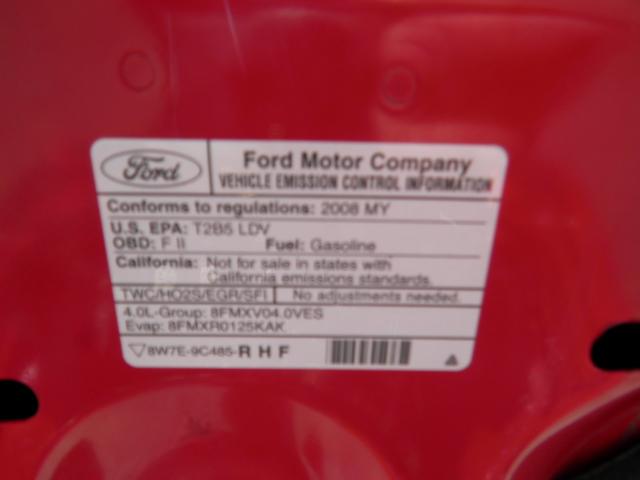 Ford
Ford Motor Company
VEHICLE EMISSION CONTROL INFORMATION
Conforms to regulations: 2008 MY
U.S. EPA: T2B5 LDV
OBD: F II Fuel: Gasoline
California: Not for sale in states with
California emissions standards.
TWC/HO2S/EGR/SFI No adjustments needed.
4.0L-Group: 8FMXV04.0VES
Evap: 8FMXR0125KAK
8W7E-9C485-R H F